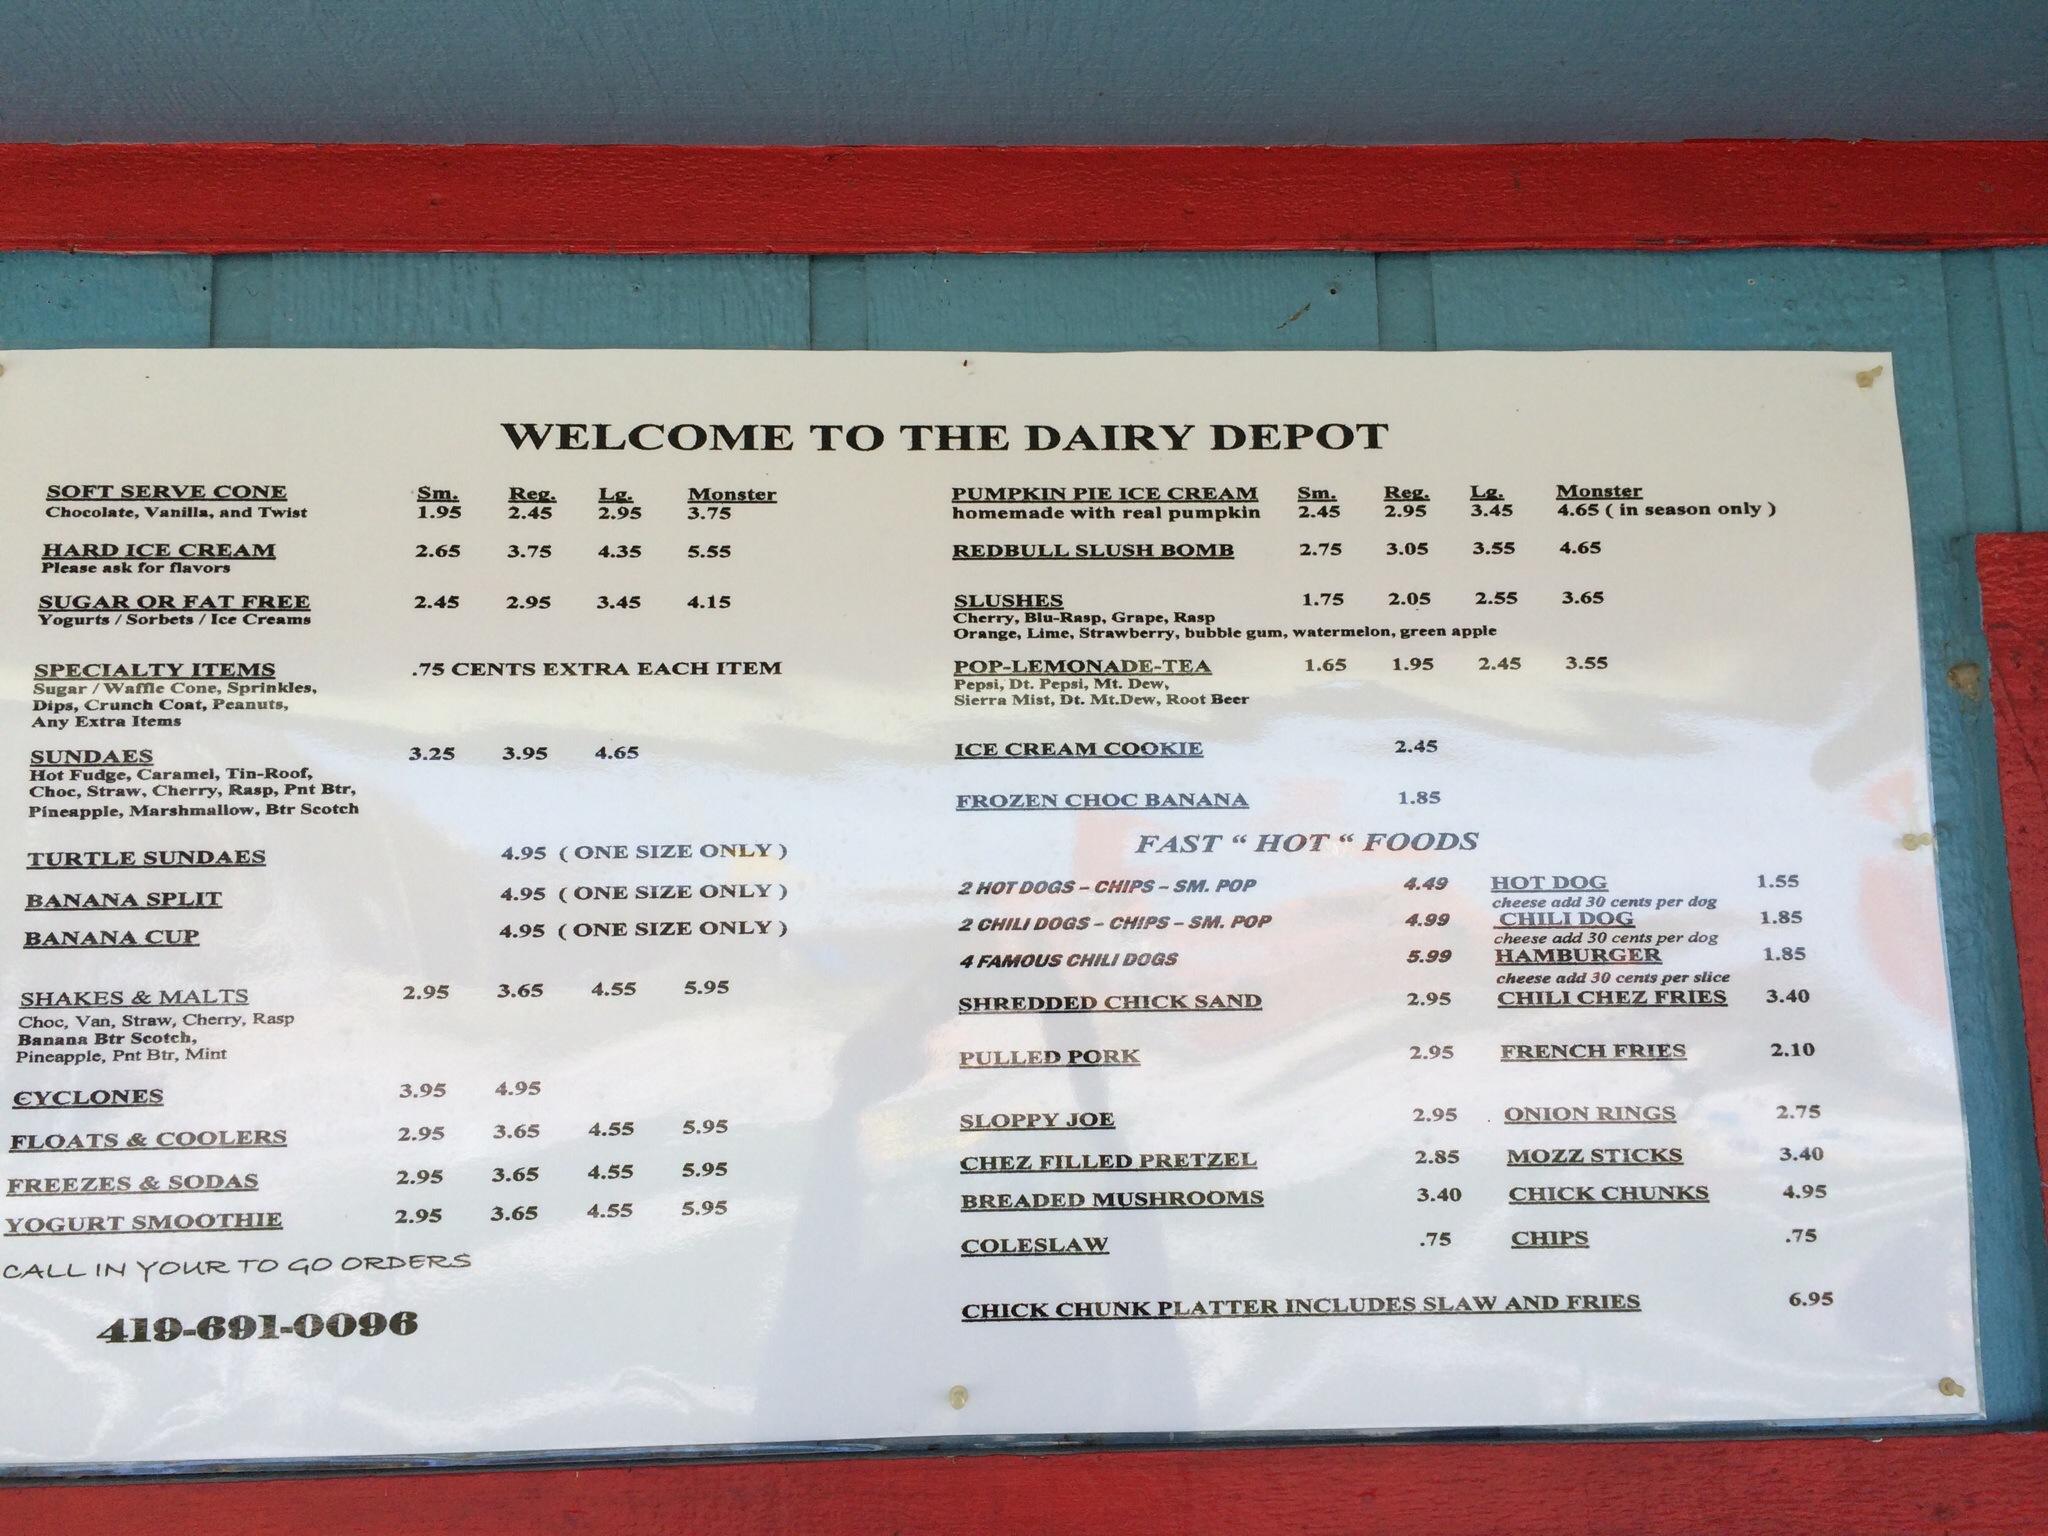 WELCOME TO THE DAIRY DEPOT
SOFT SERVE CONE Sm. Reg. Lg. Monster
Chocolate, Vanilla, and Twist 1.95 2.45 2.95 3.75
HARD ICE CREAM 2.65 3.75 4.35 5.55
Please ask for flavors
SUGAR OR FAT FREE 2.45 2.95 3.45 4.15
Yogurts / Sorbets / Ice Creams
SPECIALTY ITEMS .75 CENTS EXTRA EACH ITEM
Sugar / Waffle Cone, Sprinkles,
Dips, Crunch Coat, Peanuts,
Any Extra Items
SUNDAES 3.25 3.95 4.65
Hot Fudge, Caramel, Tin-Roof,
Choc, Straw, Cherry, Rasp, Pnt Btr,
Pineapple, Marshmallow, Btr Scotch
TURTLE SUNDAES 4.95 ( ONE SIZE ONLY )
BANANA SPLIT 4.95 ( ONE SIZE ONLY )
BANANA CUP 4.95 ( ONE SIZE ONLY )
SHAKES & MALTS 2.95 3.65 4.55 5.95
Choc, Van, Straw, Cherry, Rasp
Banana Btr Scotch,
Pineapple, Pnt Btr, Mint
CYCLONES 3.95 4.95
FLOATS & COOLERS 2.95 3.65 4.55 5.95
FREEZES & SODAS 2.95 3.65 4.55 5.95
YOGURT SMOOTHIE 2.95 3.65 4.55 5.95
CALL IN YOUR TO GO ORDERS
419-691-0096
PUMPKIN PIE ICE CREAM Sm. Reg. Lg. Monster
homemade with real pumpkin 2.45 2.95 3.45 4.65 ( in season only )
REDBULL SLUSH BOMB 2.75 3.05 3.55 4.65
SLUSHES 1.75 2.05 2.55 3.65
Cherry, Blu-Rasp, Grape, Rasp
Orange, Lime, Strawberry, bubble gum, watermelon, green apple
POP-LEMONADE-TEA 1.65 1.95 2.45 3.55
Pepsi, Dt. Pepsi, Mt. Dew,
Sierra Mist, Dt. Mt.Dew, Root Beer
ICE CREAM COOKIE 2.45
FROZEN CHOC BANANA 1.85
FAST “ HOT “ FOODS
2 HOT DOGS – CHIPS – SM. POP 4.49 HOT DOG 1.55
cheese add 30 cents per dog
2 CHILI DOGS – CHIPS – SM. POP 4.99 CHILI DOG 1.85
cheese add 30 cents per dog
4 FAMOUS CHILI DOGS 5.99 HAMBURGER 1.85
cheese add 30 cents per slice
SHREDDED CHICK SAND 2.95 CHILI CHEZ FRIES 3.40
PULLED PORK 2.95 FRENCH FRIES 2.10
SLOPPY JOE 2.95 . ONION RINGS 2.75
CHEZ FILLED PRETZEL 2.85 MOZZ STICKS 3.40
BREADED MUSHROOMS 3.40 CHICK CHUNKS 4.95
COLESLAW .75 CHIPS .75
CHICK CHUNK PLATTER INCLUDES SLAW AND FRIES 6.95